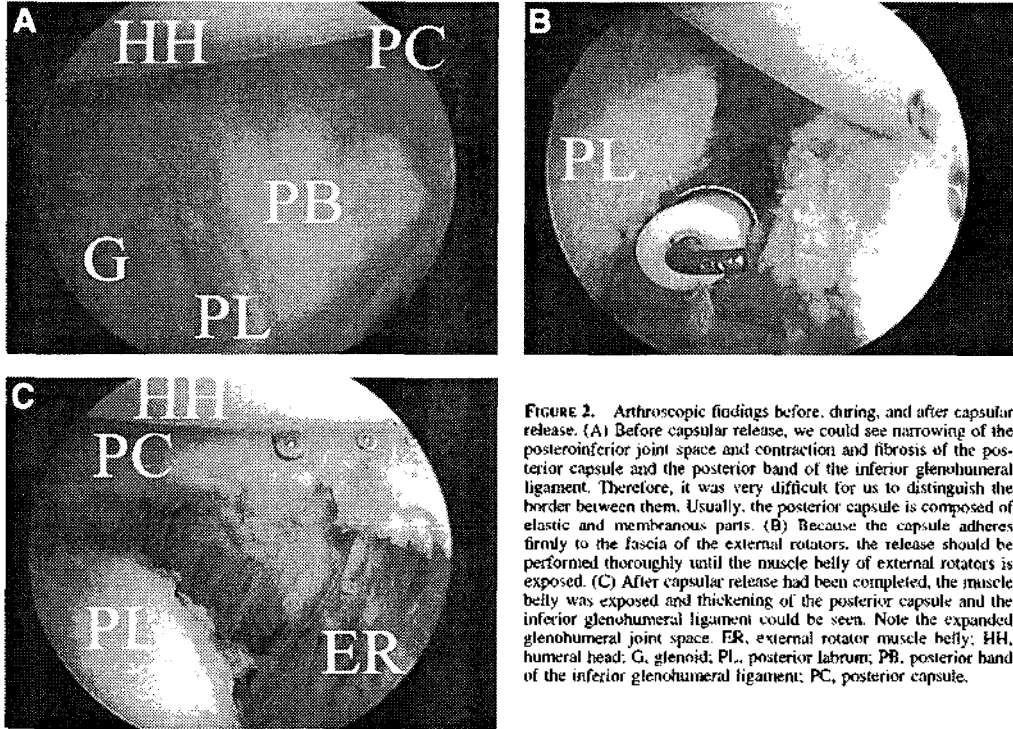 A
HH
PC
PB
G
PL
B
PL
C
HH
PC
PL
ER
FIGURE 2. Arthroscopic findings before, during, and after capsular
release. (A) Before capsular release, we could see narrowing of the
posteroinferior joint space and contraction and fibrosis of the pos-
terior capsule and the posterior band of the inferior glenohumeral
ligament. Therefore, it was very difficult for us to distinguish the
border between them. Usually, the posterior capsule is composed of
elastic and membranous parts. (B) Because the capsule adheres
firmly to the fascia of the external rotators, the release should be
performed thoroughly until the muscle belly of external rotators is
exposed. (C) After capsular release had been completed, the muscle
belly was exposed and thickening of the posterior capsule and the
inferior glenohumeral ligament could be seen. Note the expanded
glenohumeral joint space. ER, external rotator muscle belly; HH,
humeral head; G, glenoid; PL, posterior labrum; PB, posterior band
of the inferior glenohumeral ligament; PC, posterior capsule.